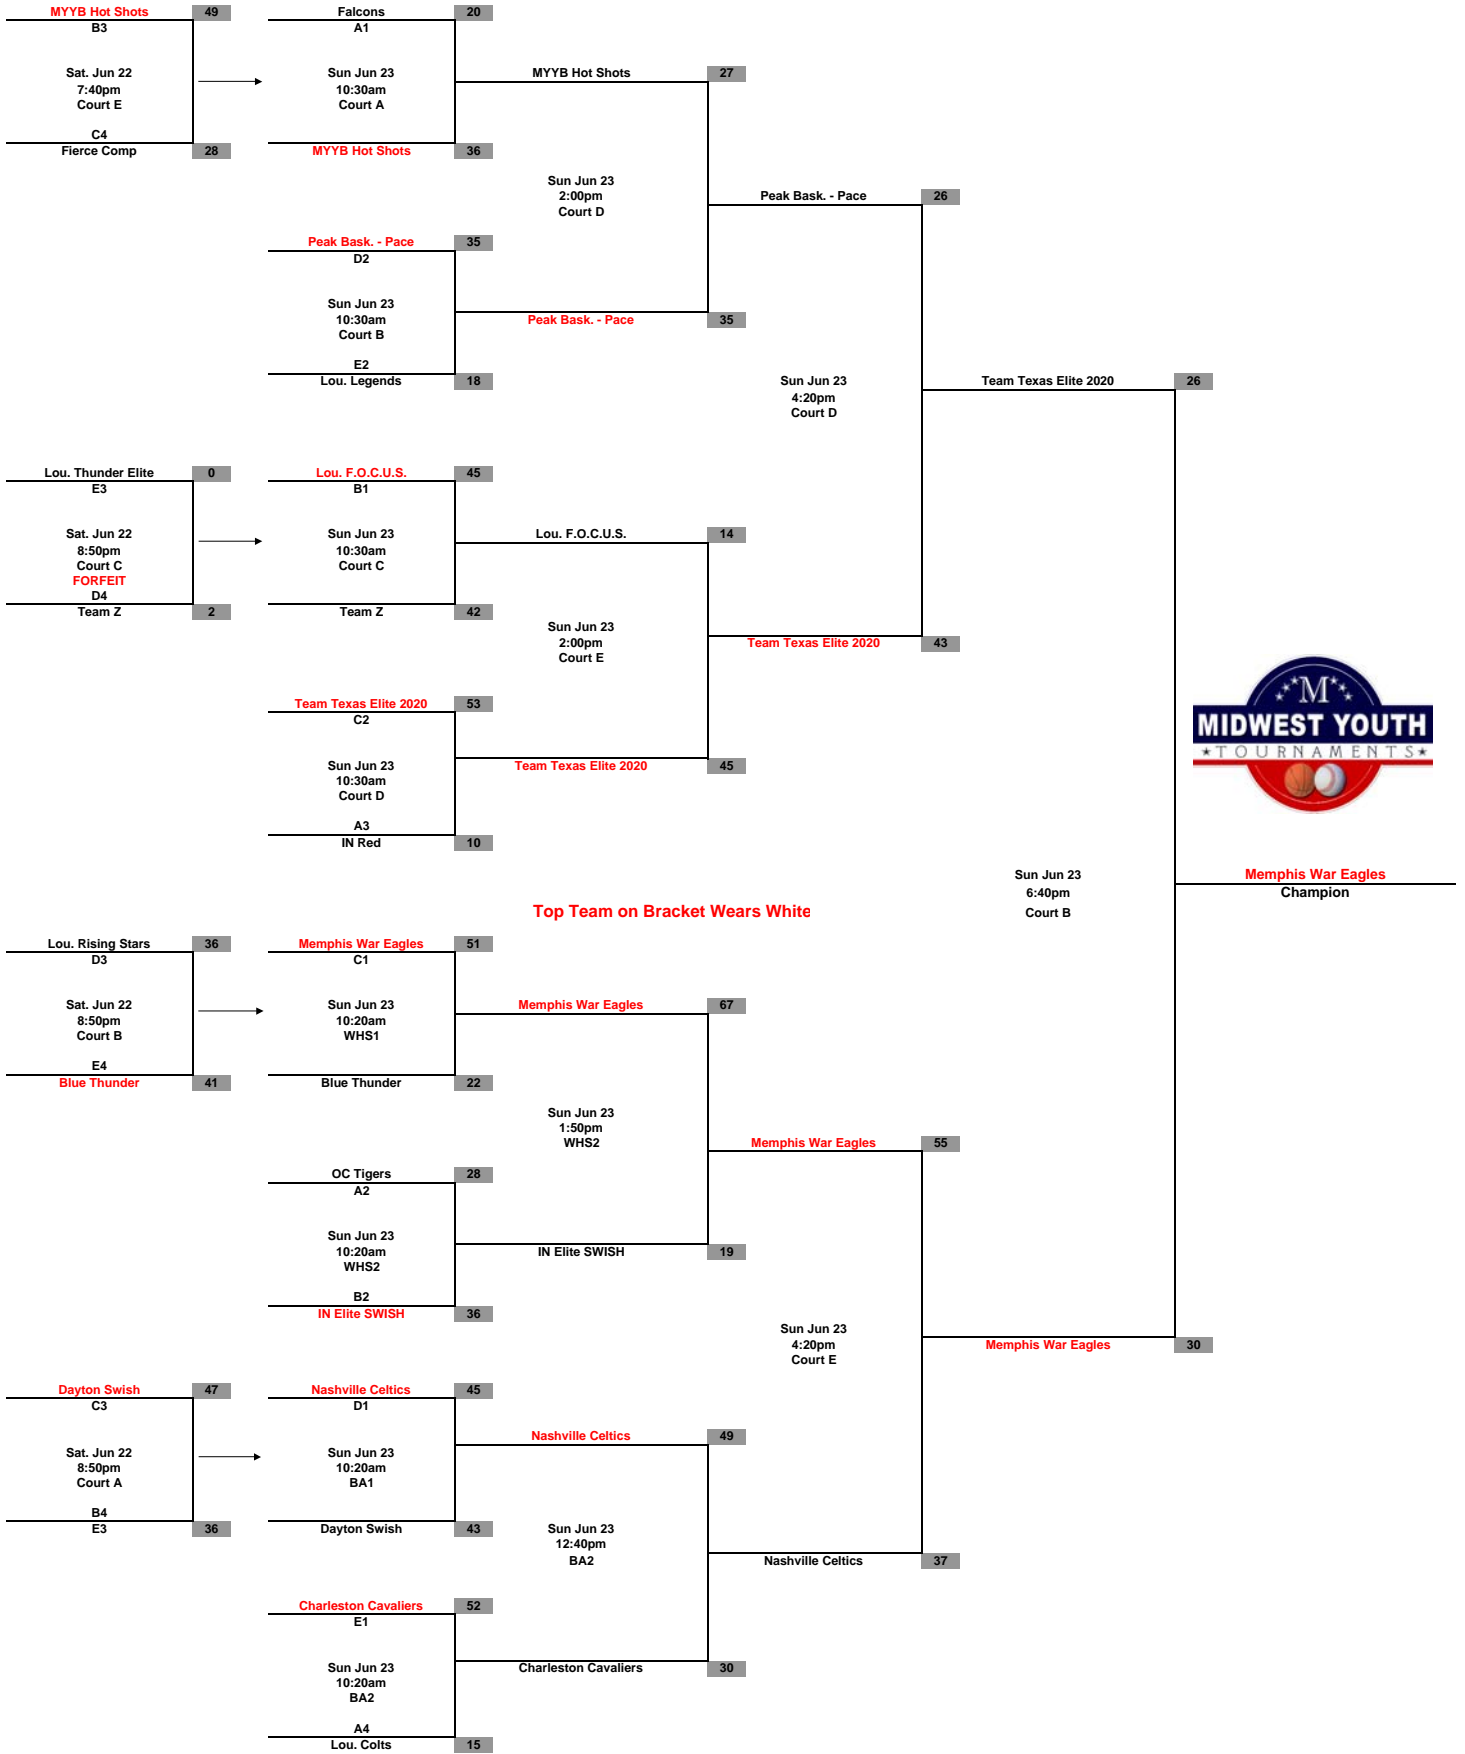 MYYB Hot Shots 49
B3
Sat. Jun 22
7:40pm
Court E
C4
Fierce Comp 28
Falcons 20
A1
Sun Jun 23
10:30am
Court A
MYYB Hot Shots 36
MYYB Hot Shots 27
Sun Jun 23
2:00pm
Court D
Peak Bask. - Pace 35
D2
Sun Jun 23
10:30am
Court B
E2
Lou. Legends 18
Peak Bask. - Pace 35
Peak Bask. - Pace 26
Sun Jun 23
4:20pm
Court D
Team Texas Elite 2020 26
Lou. Thunder Elite 0
E3
Sat. Jun 22
8:50pm
Court C
FORFEIT
D4
Team Z 2
Lou. F.O.C.U.S. 45
B1
Sun Jun 23
10:30am
Court C
Team Z 42
Lou. F.O.C.U.S. 14
Sun Jun 23
2:00pm
Court E
Team Texas Elite 2020 43
Team Texas Elite 2020 53
C2
Sun Jun 23
10:30am
Court D
A3
IN Red 10
Team Texas Elite 2020 45
M
MIDWEST YOUTH
TOURNAMENTS
Sun Jun 23
6:40pm
Court B
Memphis War Eagles
Champion
Top Team on Bracket Wears White
Lou. Rising Stars 36
D3
Sat. Jun 22
8:50pm
Court B
E4
Blue Thunder 41
Memphis War Eagles 51
C1
Sun Jun 23
10:20am
WHS1
Blue Thunder 22
Memphis War Eagles 67
Sun Jun 23
1:50pm
WHS2
Memphis War Eagles 55
OC Tigers 28
A2
Sun Jun 23
10:20am
WHS2
B2
IN Elite SWISH 36
IN Elite SWISH 19
Sun Jun 23
4:20pm
Court E
Memphis War Eagles 30
Dayton Swish 47
C3
Sat. Jun 22
8:50pm
Court A
B4
E3 36
Nashville Celtics 45
D1
Sun Jun 23
10:20am
BA1
Dayton Swish 43
Nashville Celtics 49
Sun Jun 23
12:40pm
BA2
Nashville Celtics 37
Charleston Cavaliers 52
E1
Sun Jun 23
10:20am
BA2
A4
Lou. Colts 15
Charleston Cavaliers 30